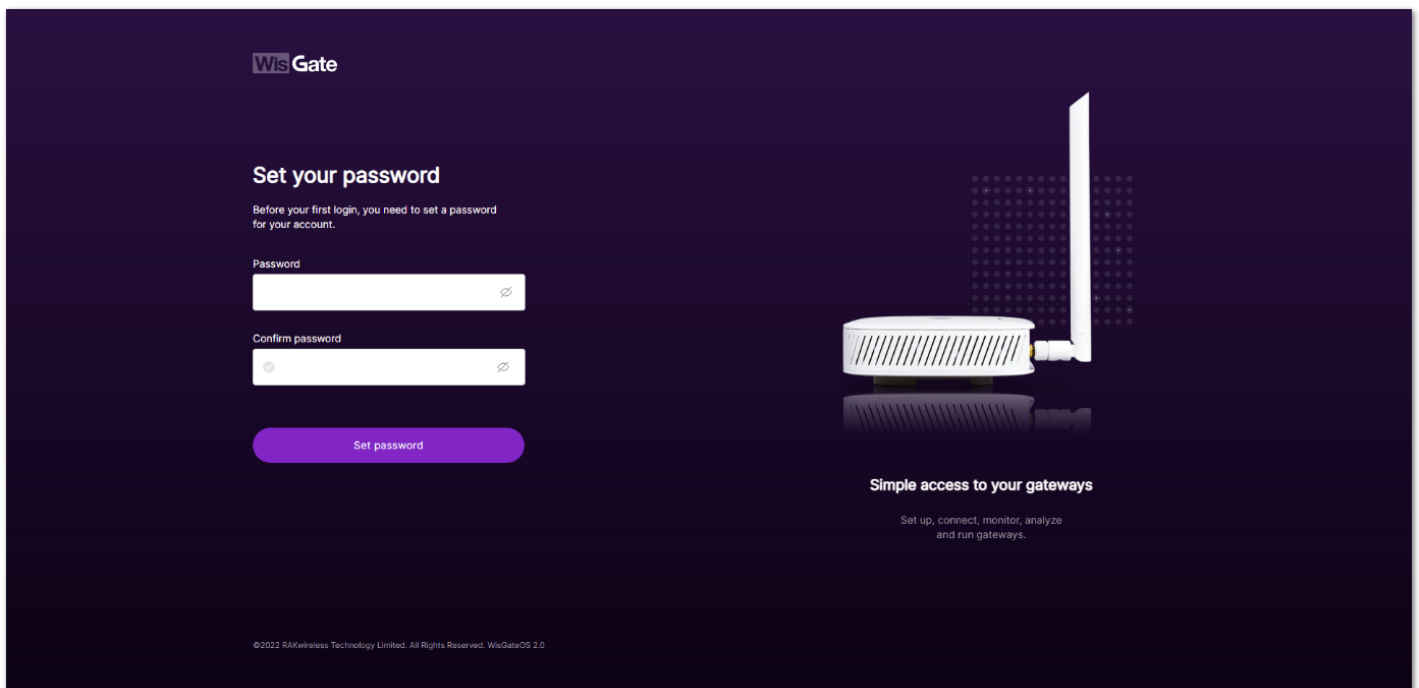 WisGate
Set your password
Before your first login, you need to set a password
for your account.
Password
Confirm password
Set password
Simple access to your gateways
Set up, connect, monitor, analyze
and run gateways.
©2022 RAKwireless Technology Limited. All Rights Reserved. WisGateOS 2.0